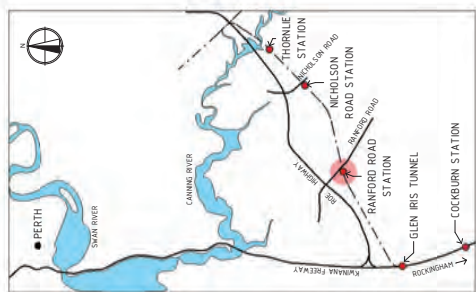 N
PERTH
SWAN RIVER
CANNING RIVER
THORNLIE
STATION
NICHOLSON ROAD
NICHOLSON
ROAD STATION
RANFORD ROAD
ROE
HIGHWAY
RANFORD ROAD
STATION
KWINANA FREEWAY
GLEN IRIS TUNNEL
COCKBURN STATION
ROCKINGHAM